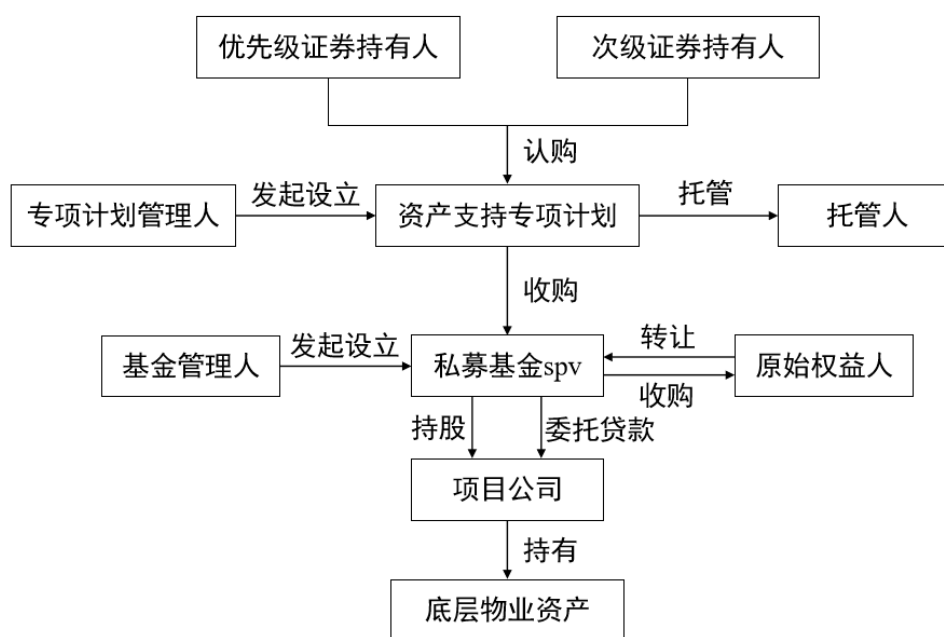 优先级证券持有人
次级证券持有人
认购
专项计划管理人
发起设立
资产支持专项计划
托管
托管人
收购
基金管理人
发起设立
私募基金spv
转让
收购
原始权益人
持股
委托贷款
项目公司
持有
底层物业资产